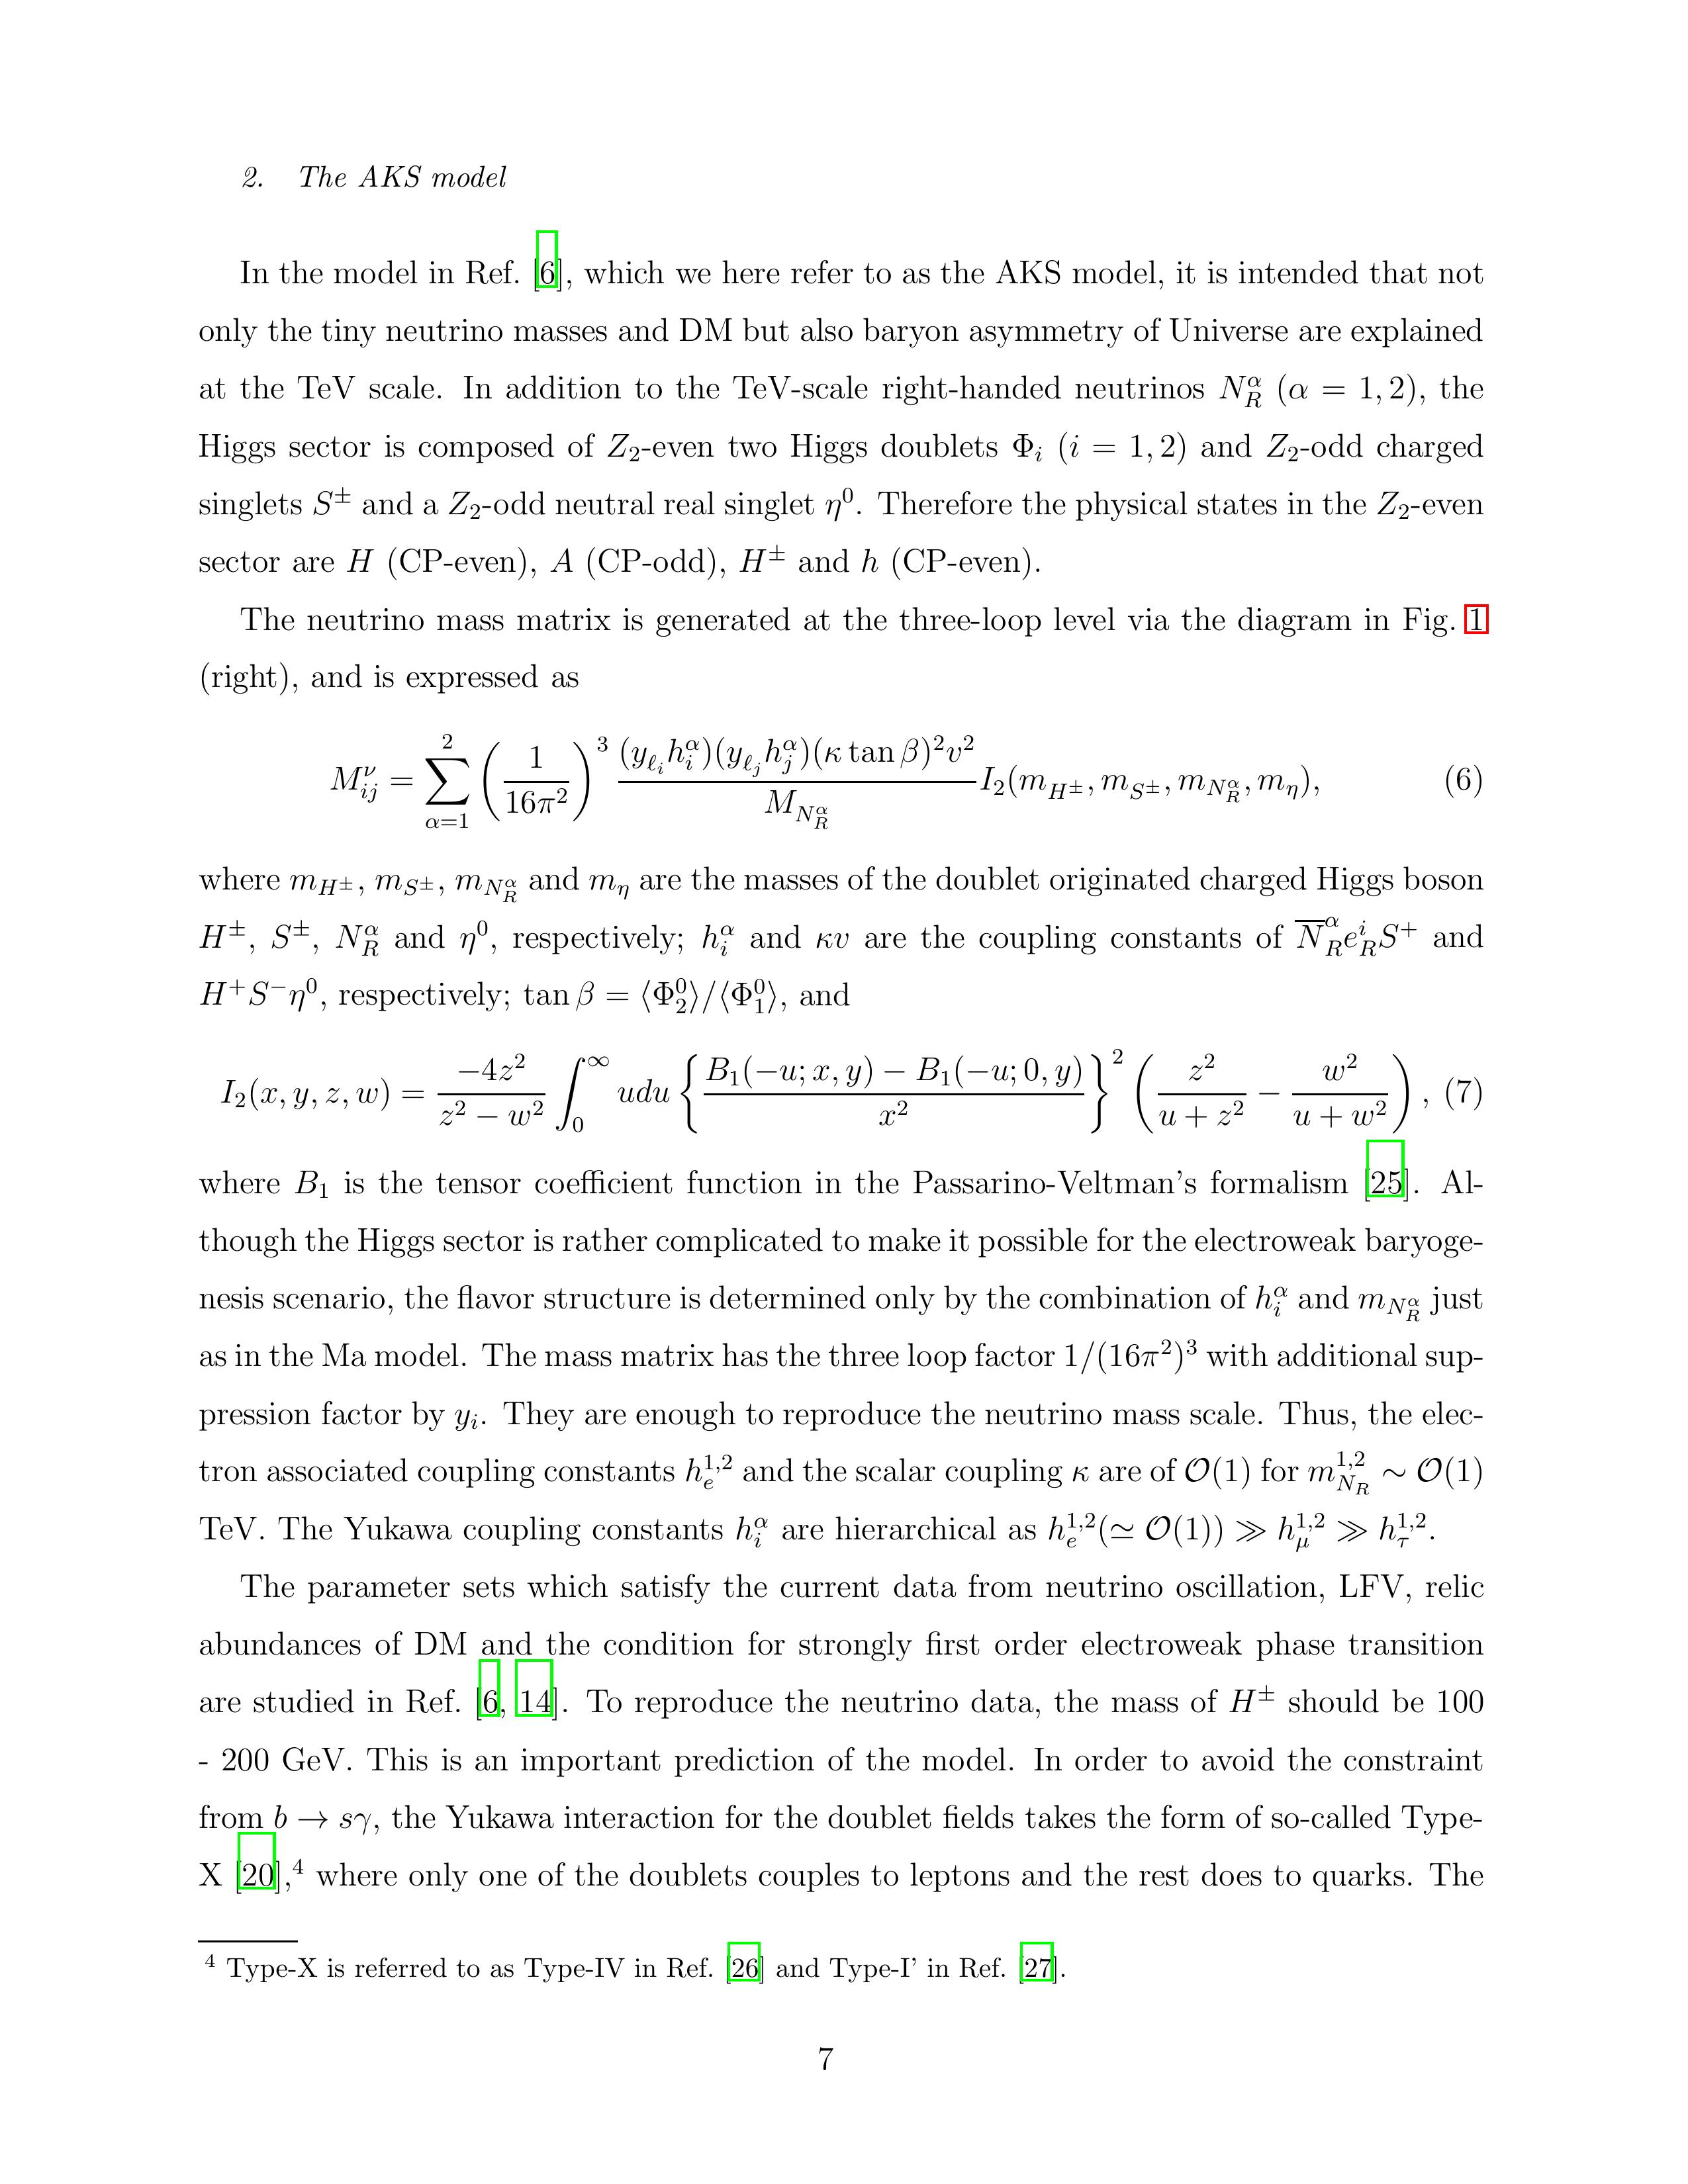 2. The AKS model
In the model in Ref. [6], which we here refer to as the AKS model, it is intended that not
only the tiny neutrino masses and DM but also baryon asymmetry of Universe are explained
at the TeV scale. In addition to the TeV-scale right-handed neutrinos $N_R^\alpha$ ($\alpha = 1, 2$), the
Higgs sector is composed of $Z_2$-even two Higgs doublets $\Phi_i$ ($i = 1, 2$) and $Z_2$-odd charged
singlets $S^\pm$ and a $Z_2$-odd neutral real singlet $\eta^0$. Therefore the physical states in the $Z_2$-even
sector are $H$ (CP-even), $A$ (CP-odd), $H^\pm$ and $h$ (CP-even).
The neutrino mass matrix is generated at the three-loop level via the diagram in Fig. 1
(right), and is expressed as
$M_{ij}^\nu = \sum_{\alpha=1}^{2} \left( \frac{1}{16\pi^2} \right)^3 \frac{(y_{\ell_i} h_i^\alpha)(y_{\ell_j} h_j^\alpha)(\kappa \tan\beta)^2 v^2}{M_{N_R^\alpha}} I_2(m_{H^\pm}, m_{S^\pm}, m_{N_R^\alpha}, m_\eta),$ (6)
where $m_{H^\pm}$, $m_{S^\pm}$, $m_{N_R^\alpha}$ and $m_\eta$ are the masses of the doublet originated charged Higgs boson
$H^\pm$, $S^\pm$, $N_R^\alpha$ and $\eta^0$, respectively; $h_i^\alpha$ and $\kappa v$ are the coupling constants of $\overline{N}_R^\alpha e_R^i S^+$ and
$H^+ S^- \eta^0$, respectively; $\tan\beta = \langle \Phi_2^0 \rangle / \langle \Phi_1^0 \rangle$, and
$I_2(x, y, z, w) = \frac{-4z^2}{z^2 - w^2} \int_0^\infty u du \left\{ \frac{B_1(-u; x, y) - B_1(-u; 0, y)}{x^2} \right\}^2 \left( \frac{z^2}{u + z^2} - \frac{w^2}{u + w^2} \right),$ (7)
where $B_1$ is the tensor coefficient function in the Passarino-Veltman's formalism [25]. Al-
though the Higgs sector is rather complicated to make it possible for the electroweak baryoge-
nesis scenario, the flavor structure is determined only by the combination of $h_i^\alpha$ and $m_{N_R^\alpha}$ just
as in the Ma model. The mass matrix has the three loop factor $1/(16\pi^2)^3$ with additional sup-
pression factor by $y_i$. They are enough to reproduce the neutrino mass scale. Thus, the elec-
tron associated coupling constants $h_e^{1,2}$ and the scalar coupling $\kappa$ are of $\mathcal{O}(1)$ for $m_{N_R}^{1,2} \sim \mathcal{O}(1)$
TeV. The Yukawa coupling constants $h_i^\alpha$ are hierarchical as $h_e^{1,2}(\simeq \mathcal{O}(1)) \gg h_\mu^{1,2} \gg h_\tau^{1,2}$.
The parameter sets which satisfy the current data from neutrino oscillation, LFV, relic
abundances of DM and the condition for strongly first order electroweak phase transition
are studied in Ref. [6, 14]. To reproduce the neutrino data, the mass of $H^\pm$ should be 100
- 200 GeV. This is an important prediction of the model. In order to avoid the constraint
from $b \to s\gamma$, the Yukawa interaction for the doublet fields takes the form of so-called Type-
X [20],$^4$ where only one of the doublets couples to leptons and the rest does to quarks. The
$^4$ Type-X is referred to as Type-IV in Ref. [26] and Type-I' in Ref. [27].
7